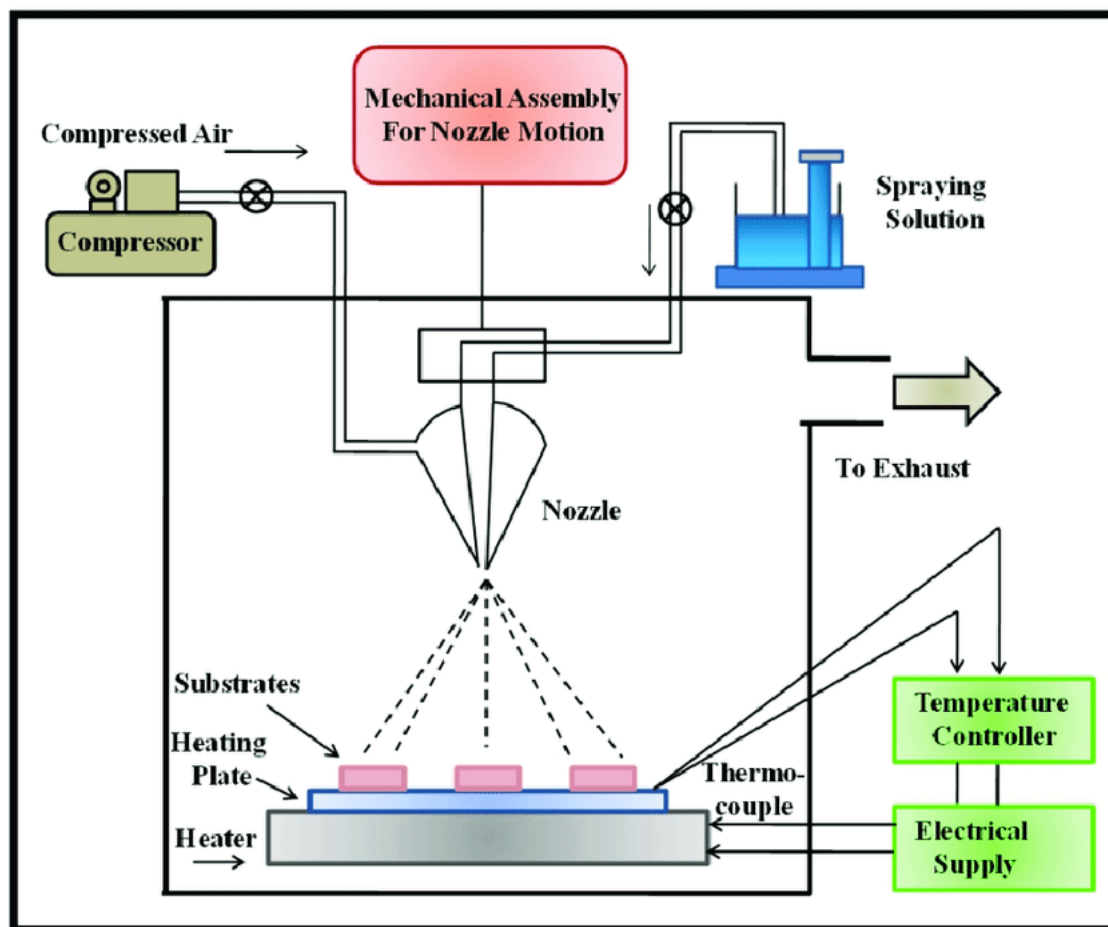 Mechanical Assembly
For Nozzle Motion
Compressed Air
Compressor
Spraying
Solution
To Exhaust
Nozzle
Substrates
Heating
Plate
Heater
Thermo-
couple
Temperature
Controller
Electrical
Supply